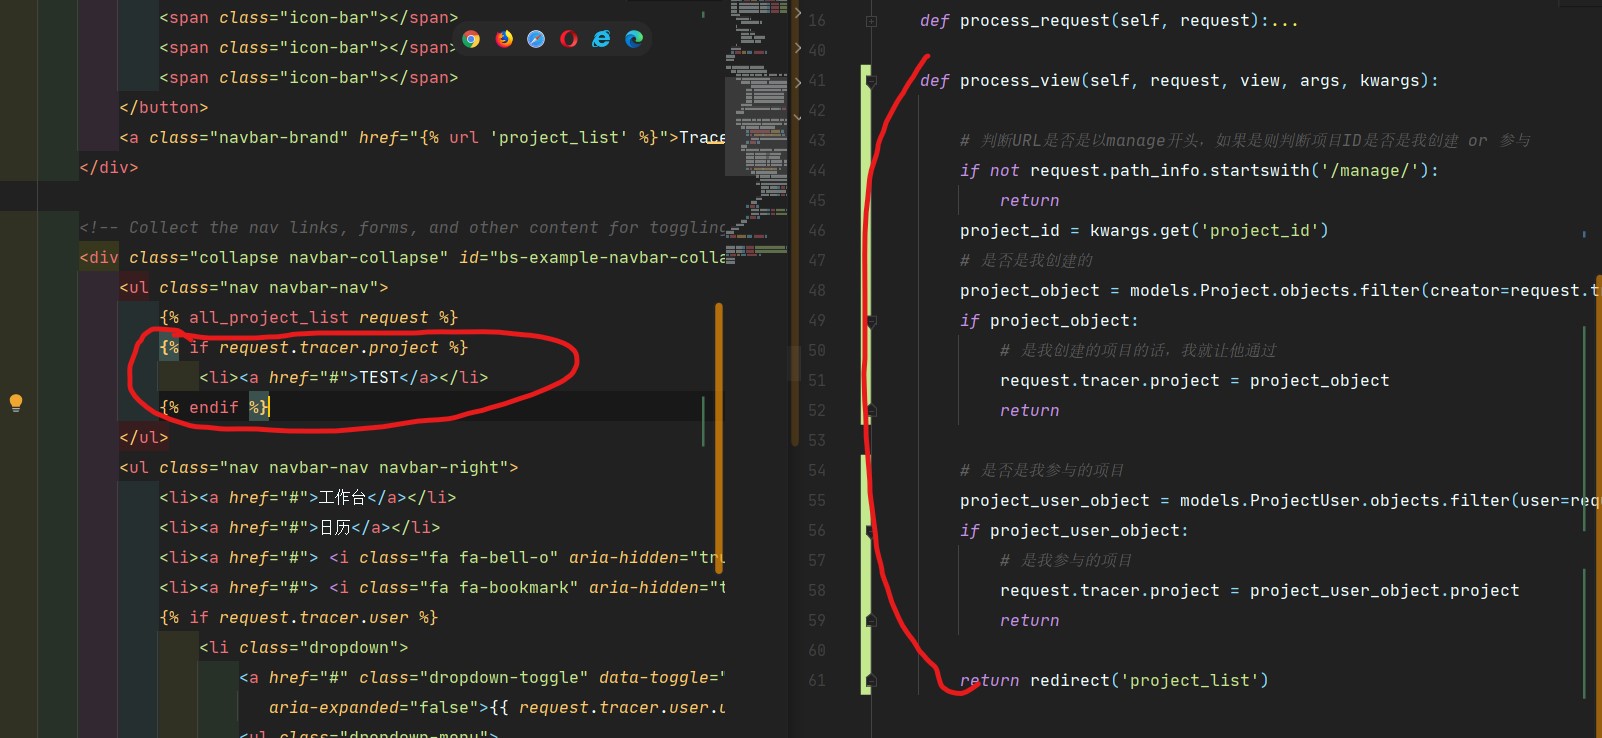 <span class="icon-bar"></span>
<span class="icon-bar"></span>
<span class="icon-bar"></span>
</button>
<a class="navbar-brand" href="{% url 'project_list' %}">Trace
</div>
<!-- Collect the nav links, forms, and other content for toggling
<div class="collapse navbar-collapse" id="bs-example-navbar-colla
<ul class="nav navbar-nav">
{% all_project_list request %}
{% if request.tracer.project %}
<li><a href="#">TEST</a></li>
{% endif %}
</ul>
<ul class="nav navbar-nav navbar-right">
<li><a href="#">工作台</a></li>
<li><a href="#">日历</a></li>
<li><a href="#"> <i class="fa fa-bell-o" aria-hidden="tru
<li><a href="#"> <i class="fa fa-bookmark" aria-hidden="t
{% if request.tracer.user %}
<li class="dropdown">
<a href="#" class="dropdown-toggle" data-toggle="
aria-expanded="false">{{ request.tracer.user.u
<ul class="dropdown-menu">
16 def process_request(self, request):...
40
41 def process_view(self, request, view, args, kwargs):
42
43 # 判断URL是否是以manage开头，如果是则判断项目ID是否是我创建 or 参与
44 if not request.path_info.startswith('/manage/'):
45 return
46 project_id = kwargs.get('project_id')
47 # 是否是我创建的
48 project_object = models.Project.objects.filter(creator=request.t
49 if project_object:
50 # 是我创建的项目的话，我就让他通过
51 request.tracer.project = project_object
52 return
53
54 # 是否是我参与的项目
55 project_user_object = models.ProjectUser.objects.filter(user=requ
56 if project_user_object:
57 # 是我参与的项目
58 request.tracer.project = project_user_object.project
59 return
60
61 return redirect('project_list')